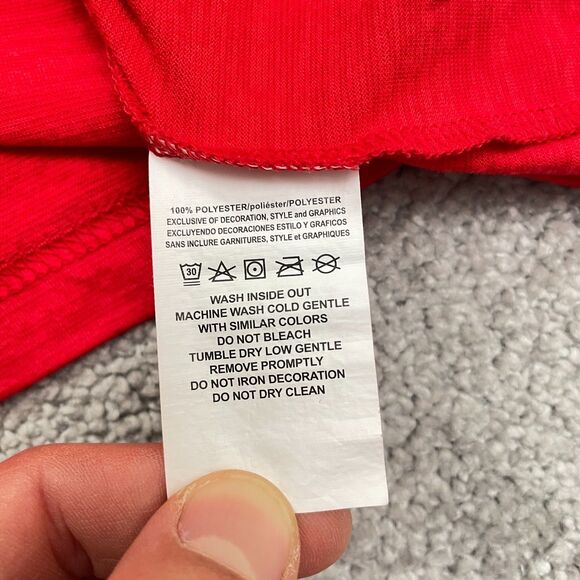 100% POLYESTER/poliéster/POLYESTER
EXCLUSIVE OF DECORATION, STYLE and GRAPHICS
EXCLUYENDO DECORACIONES ESTILO Y GRAFICOS
SANS INCLURE GARNITURES, STYLE et GRAPHIQUES
30
WASH INSIDE OUT
MACHINE WASH COLD GENTLE
WITH SIMILAR COLORS
DO NOT BLEACH
TUMBLE DRY LOW GENTLE
REMOVE PROMPTLY
DO NOT IRON DECORATION
DO NOT DRY CLEAN